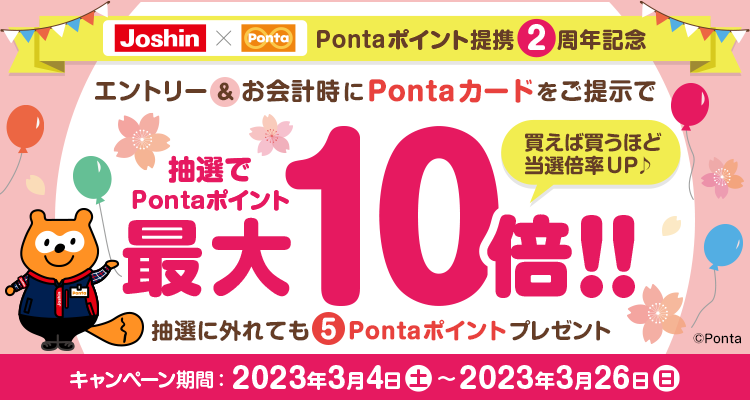 Joshin × Ponta Pontaポイント提携2周年記念
エントリー&お会計時にPontaカードをご提示で
買えば買うほど
当選倍率UP♪
抽選で
Pontaポイント
最大10倍!!
Joshin
Ponta
抽選に外れても5Pontaポイントプレゼント
©Ponta
キャンペーン期間：2023年3月4日土～2023年3月26日日